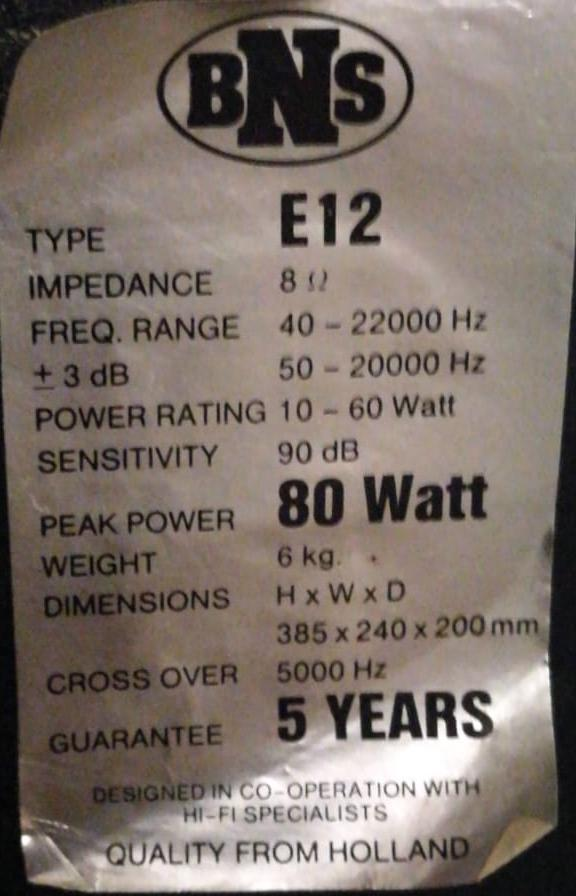 BNS
TYPE E12
IMPEDANCE 8 Ω
FREQ. RANGE 40 – 22000 Hz
± 3 dB 50 – 20000 Hz
POWER RATING 10 – 60 Watt
SENSITIVITY 90 dB
PEAK POWER 80 Watt
WEIGHT 6 kg.
DIMENSIONS H x W x D
385 x 240 x 200 mm
CROSS OVER 5000 Hz
GUARANTEE 5 YEARS
DESIGNED IN CO-OPERATION WITH
HI-FI SPECIALISTS
QUALITY FROM HOLLAND